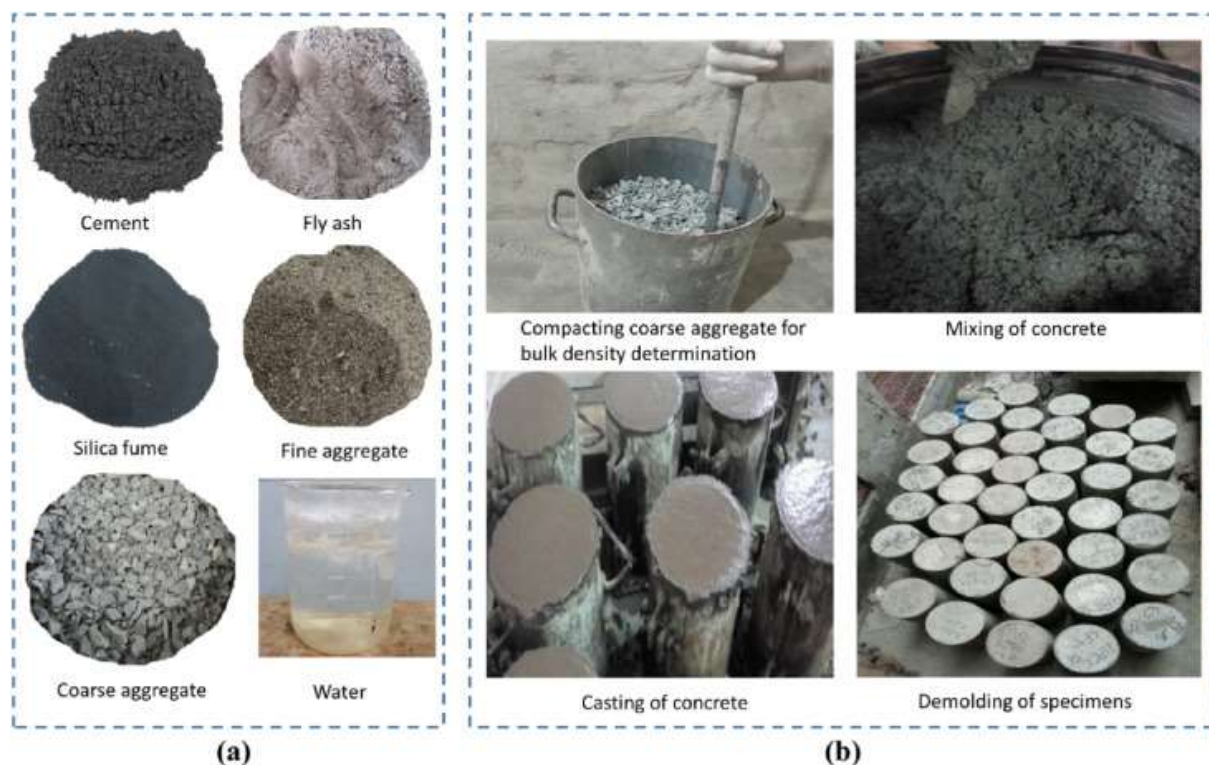 Cement
Fly ash
Silica fume
Fine aggregate
Coarse aggregate
Water
(a)
Compacting coarse aggregate for
bulk density determination
Mixing of concrete
Casting of concrete
Demolding of specimens
(b)